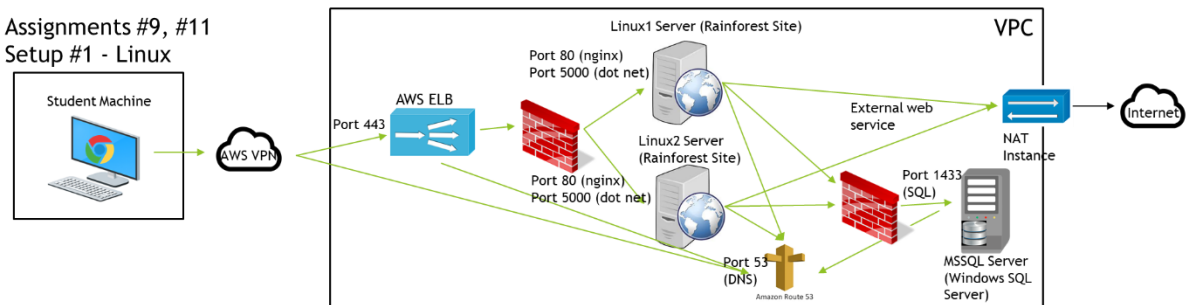 Assignments #9, #11
Setup #1 - Linux
Student Machine
AWS VPN
Port 443
AWS ELB
Port 80 (nginx)
Port 5000 (dot net)
Port 80 (nginx)
Port 5000 (dot net)
Linux1 Server (Rainforest Site)
Linux2 Server
(Rainforest Site)
Port 53
(DNS)
Amazon Route 53
External web
service
Port 1433
(SQL)
MSSQL Server
(Windows SQL
Server)
VPC
NAT
Instance
Internet